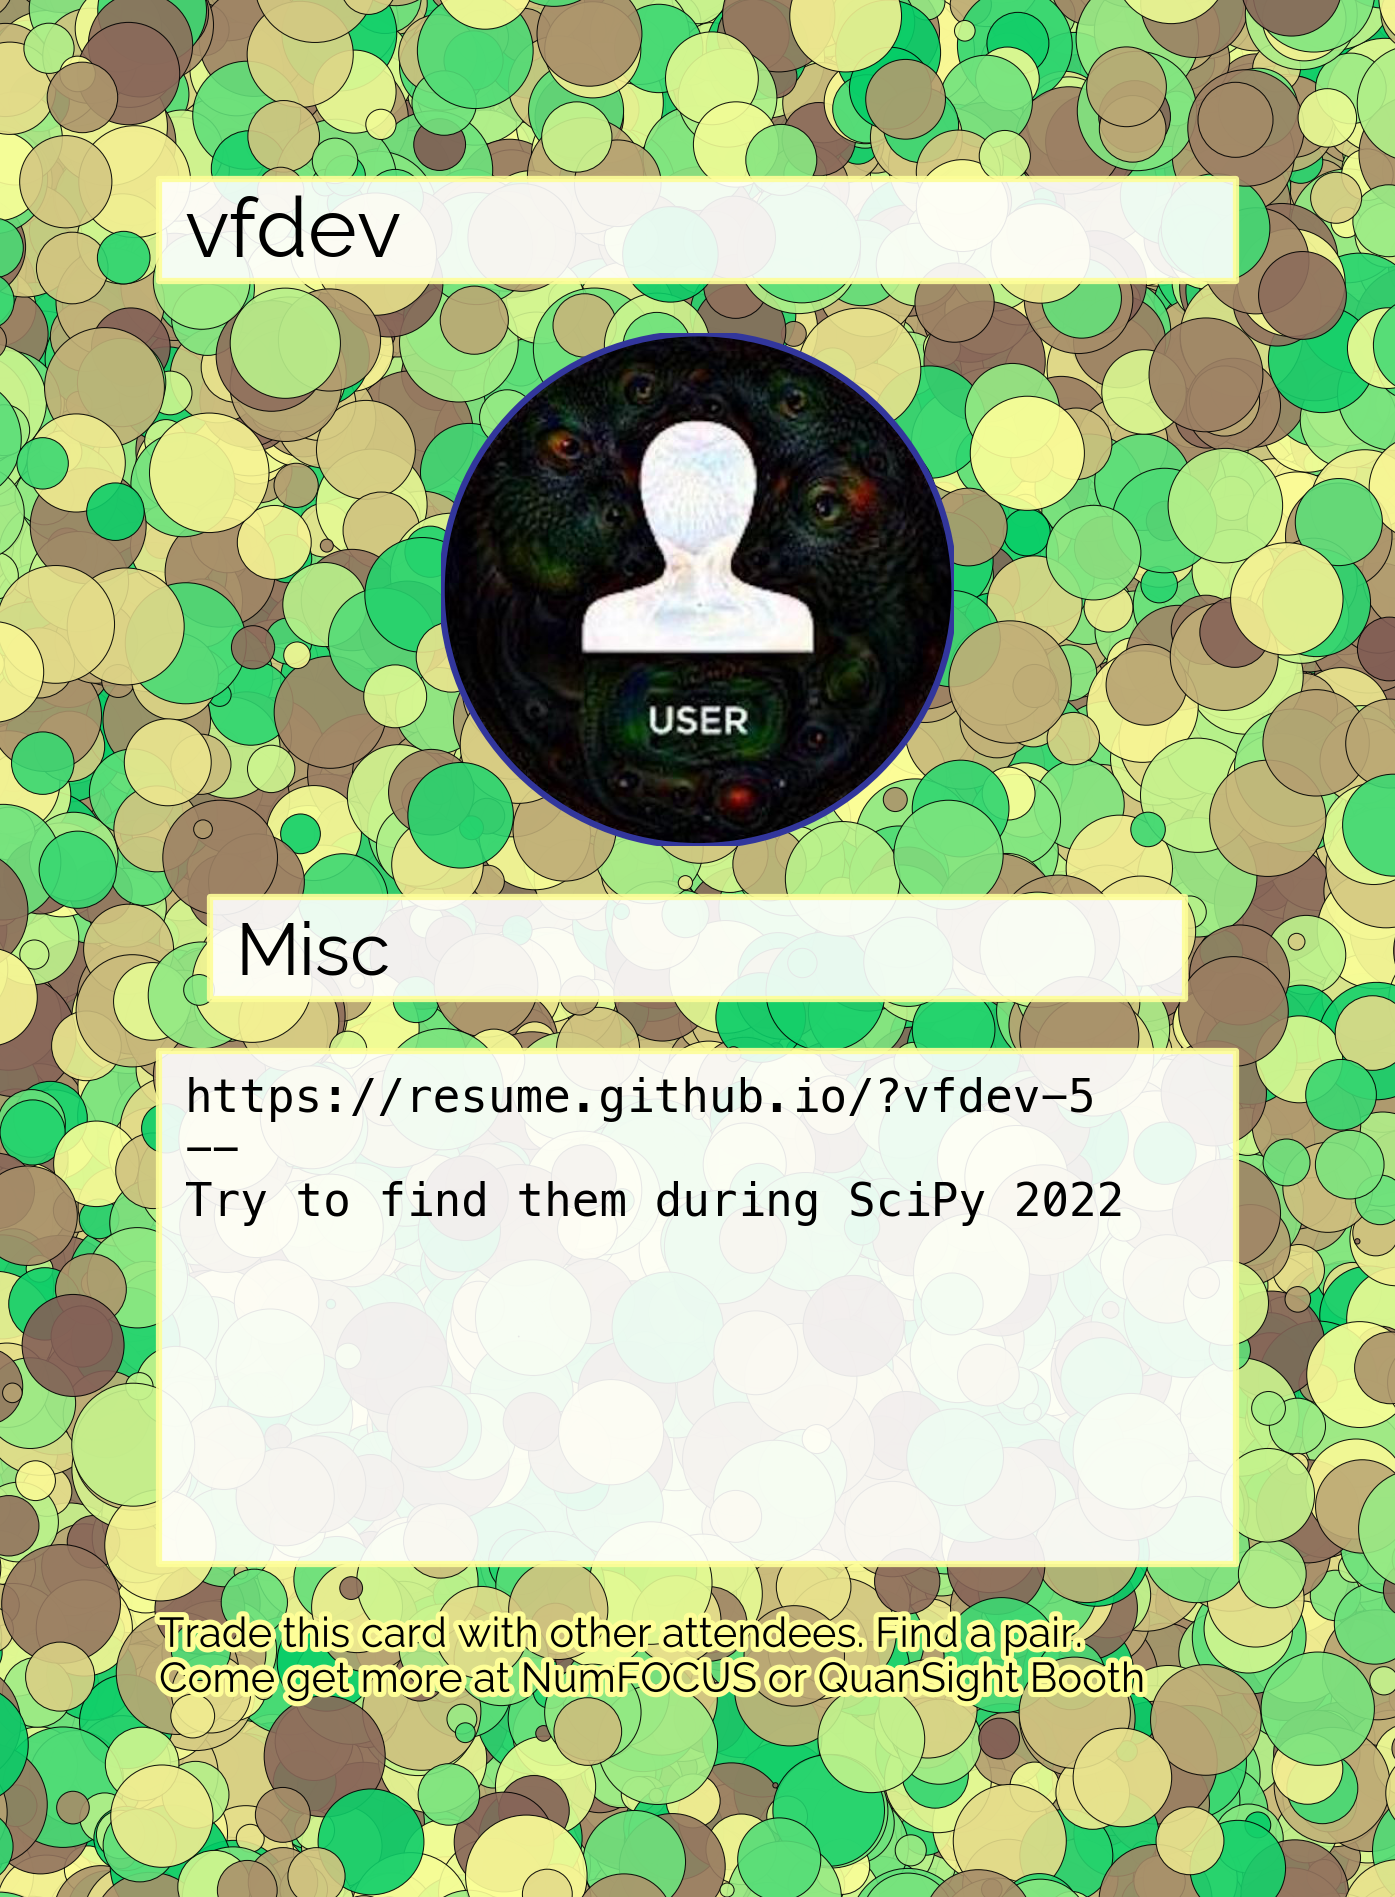 vfdev
USER
Misc
https://resume.github.io/?vfdev-5
--
Try to find them during SciPy 2022
Trade this card with other attendees. Find a pair.
Come get more at NumFOCUS or QuanSight Booth